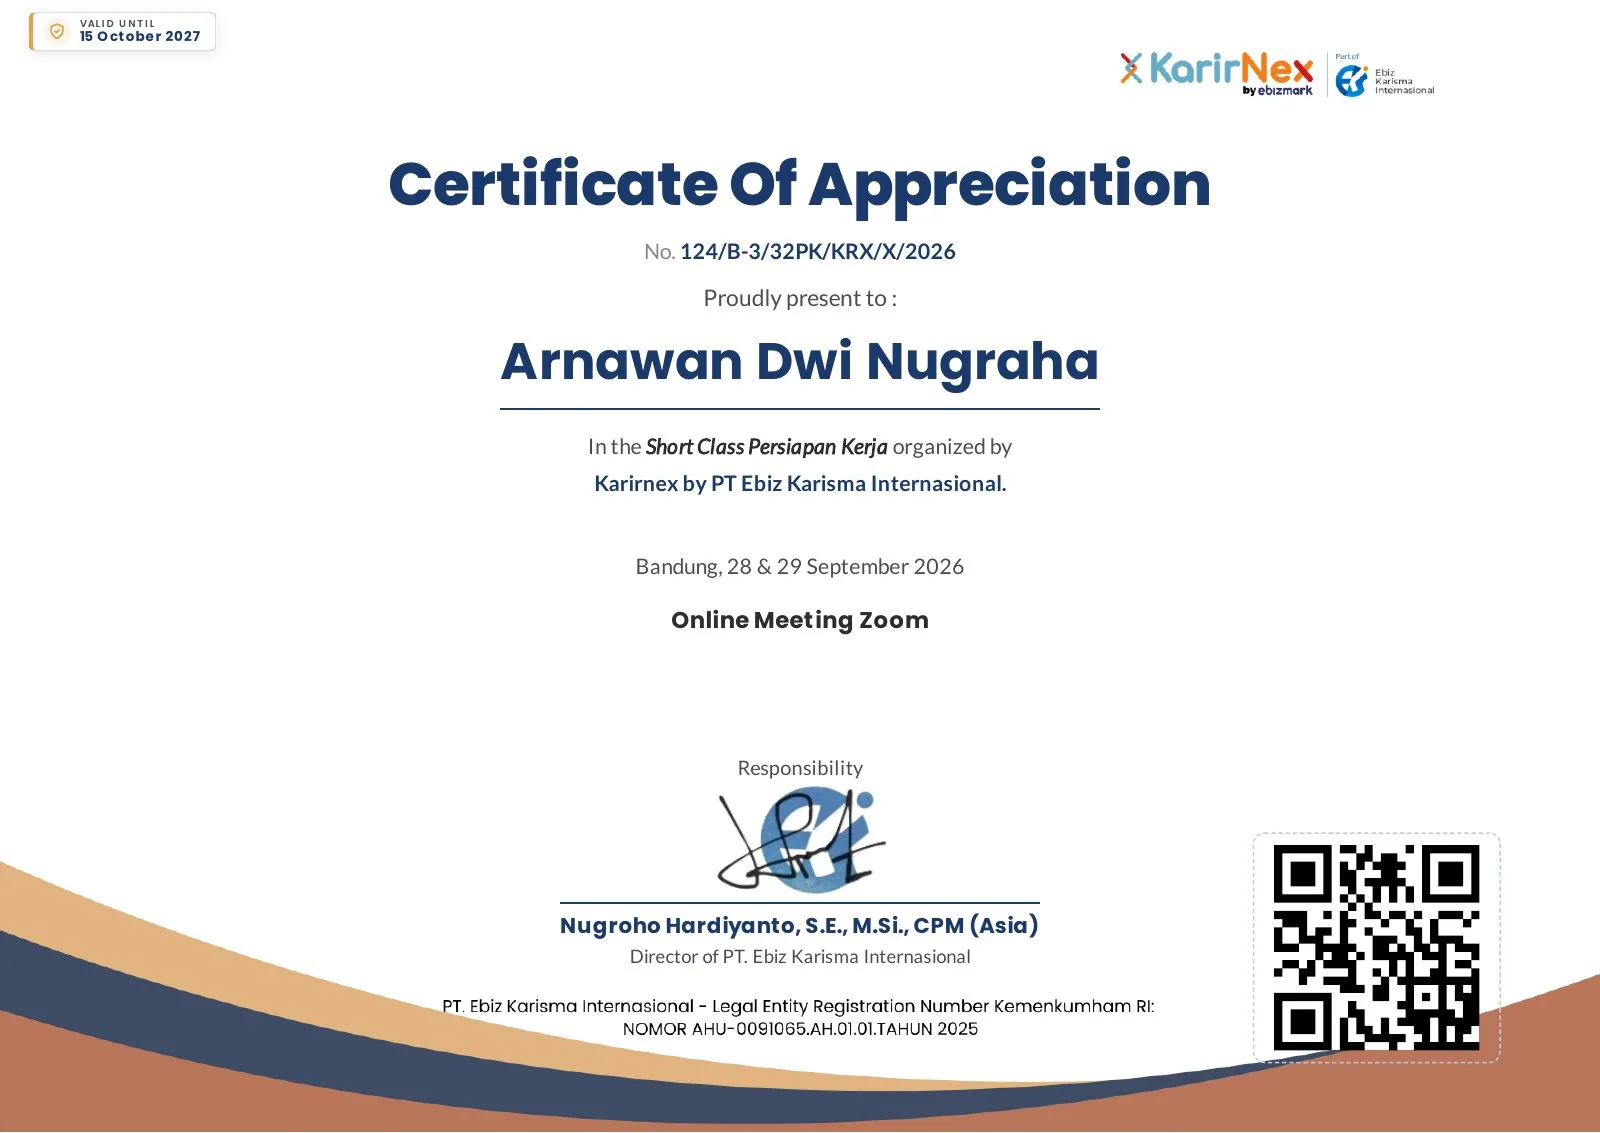 VALID UNTIL
15 October 2027
KarirNex
by ebizmark
Part of
Ebiz
Karisma
Internasional
Certificate Of Appreciation
No. 124/B-3/32PK/KRX/X/2026
Proudly present to :
Arnawan Dwi Nugraha
In the Short Class Persiapan Kerja organized by
Karirnex by PT Ebiz Karisma Internasional.
Bandung, 28 & 29 September 2026
Online Meeting Zoom
Responsibility
Nugroho Hardiyanto, S.E., M.Si., CPM (Asia)
Director of PT. Ebiz Karisma Internasional
PT. Ebiz Karisma Internasional - Legal Entity Registration Number Kemenkumham RI:
NOMOR AHU-0091065.AH.01.01.TAHUN 2025